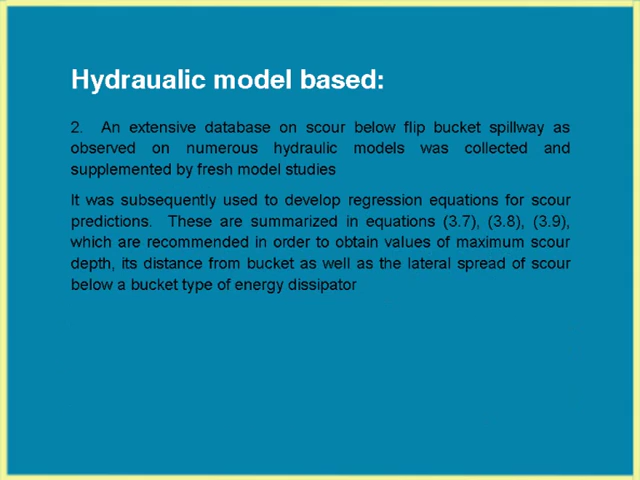 Hydraualic model based:
2. An extensive database on scour below flip bucket spillway as
observed on numerous hydraulic models was collected and
supplemented by fresh model studies
It was subsequently used to develop regression equations for scour
predictions. These are summarized in equations (3.7), (3.8), (3.9),
which are recommended in order to obtain values of maximum scour
depth, its distance from bucket as well as the lateral spread of scour
below a bucket type of energy dissipator